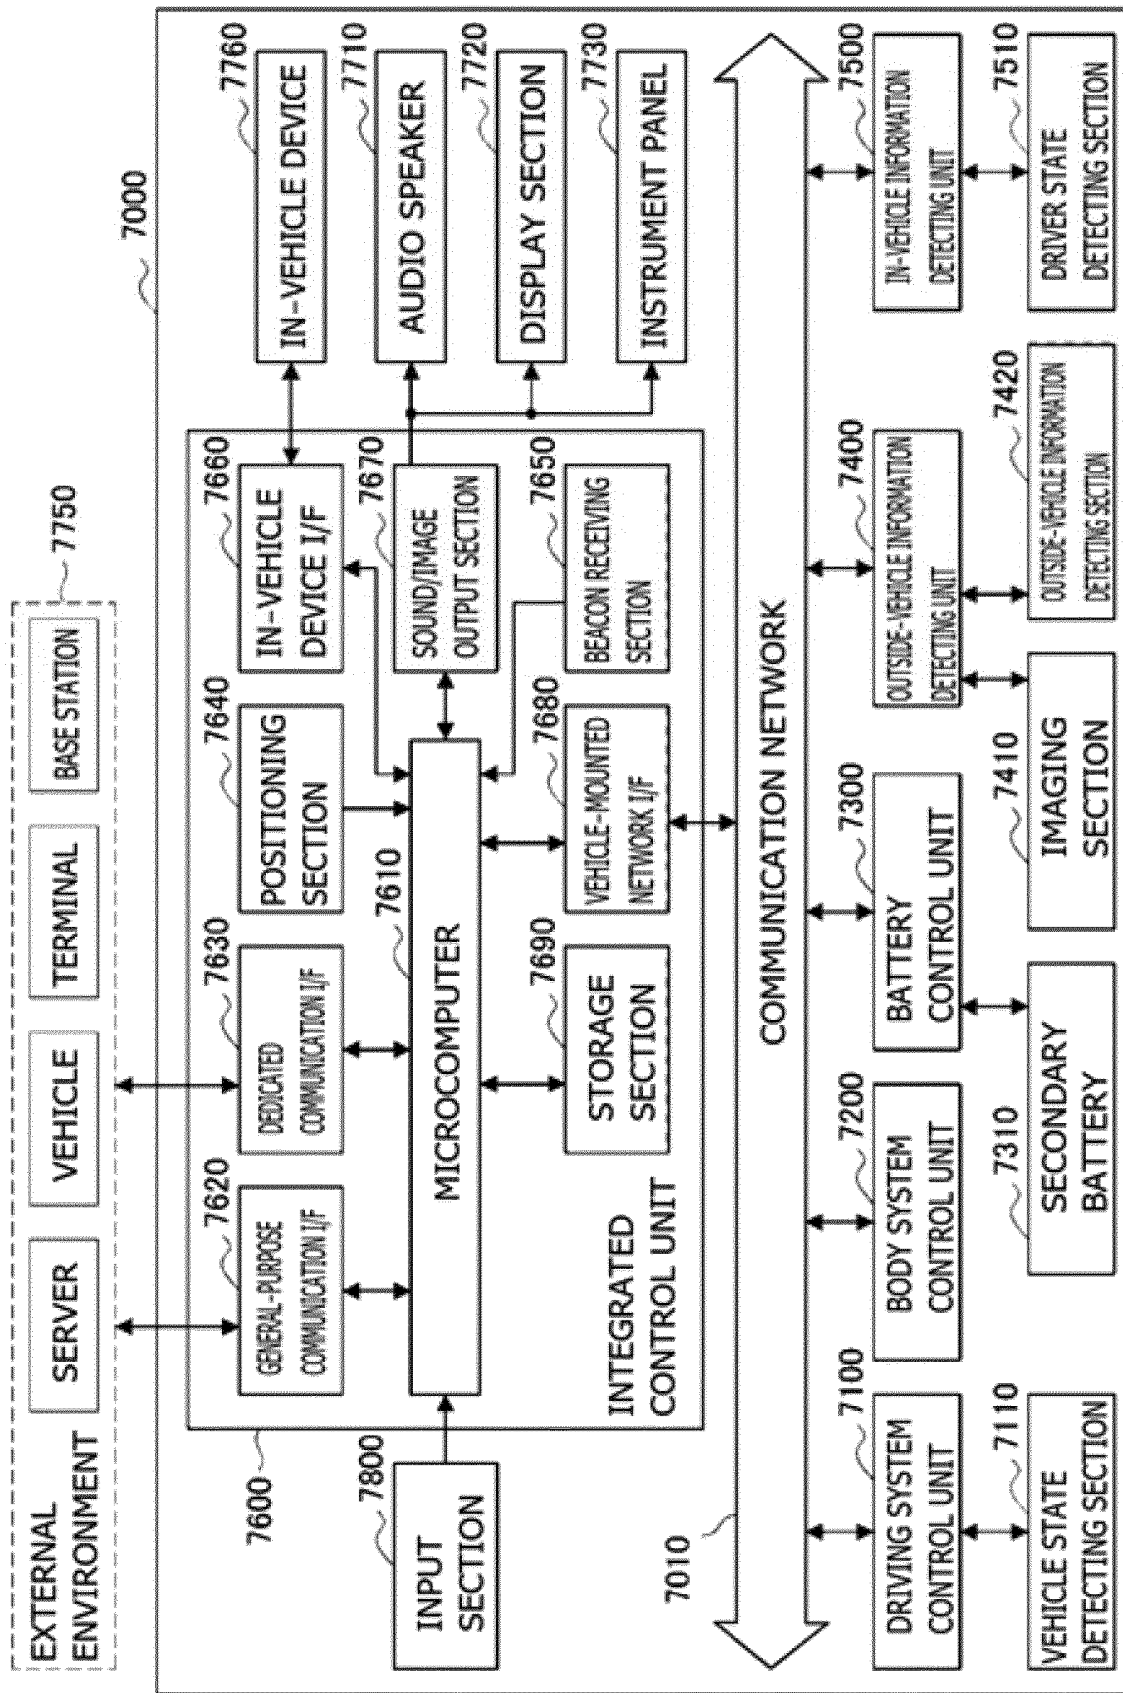 EXTERNAL
ENVIRONMENT
SERVER
VEHICLE
TERMINAL
BASE STATION
7750
7000
7620
GENERAL-PURPOSE
COMMUNICATION I/F
7630
DEDICATED
COMMUNICATION I/F
7640
POSITIONING
SECTION
7660
IN-VEHICLE
DEVICE I/F
7760
IN-VEHICLE DEVICE
7600
7800
INPUT
SECTION
7610
MICROCOMPUTER
7670
SOUND/IMAGE
OUTPUT SECTION
7710
AUDIO SPEAKER
7720
DISPLAY SECTION
7690
STORAGE
SECTION
7680
VEHICLE-MOUNTED
NETWORK I/F
7650
BEACON RECEIVING
SECTION
7730
INSTRUMENT PANEL
INTEGRATED
CONTROL UNIT
7010
COMMUNICATION NETWORK
7100
DRIVING SYSTEM
CONTROL UNIT
7200
BODY SYSTEM
CONTROL UNIT
7300
BATTERY
CONTROL UNIT
7400
OUTSIDE-VEHICLE INFORMATION
DETECTING UNIT
7500
IN-VEHICLE INFORMATION
DETECTING UNIT
7110
VEHICLE STATE
DETECTING SECTION
7310
SECONDARY
BATTERY
7410
IMAGING
SECTION
7420
OUTSIDE-VEHICLE INFORMATION
DETECTING SECTION
7510
DRIVER STATE
DETECTING SECTION